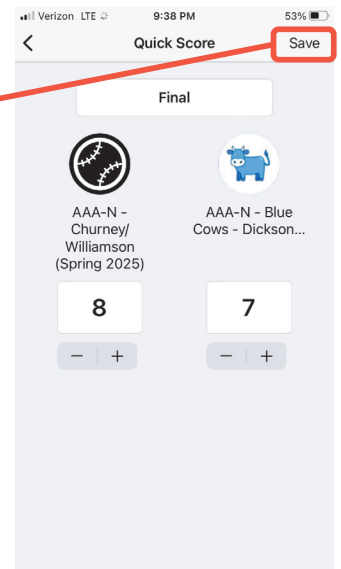 Verizon LTE 9:38 PM 53%
Quick Score Save
Final
AAA-N -
Churney/
Williamson
(Spring 2025)
AAA-N - Blue
Cows - Dickson...
8 7
− + − +